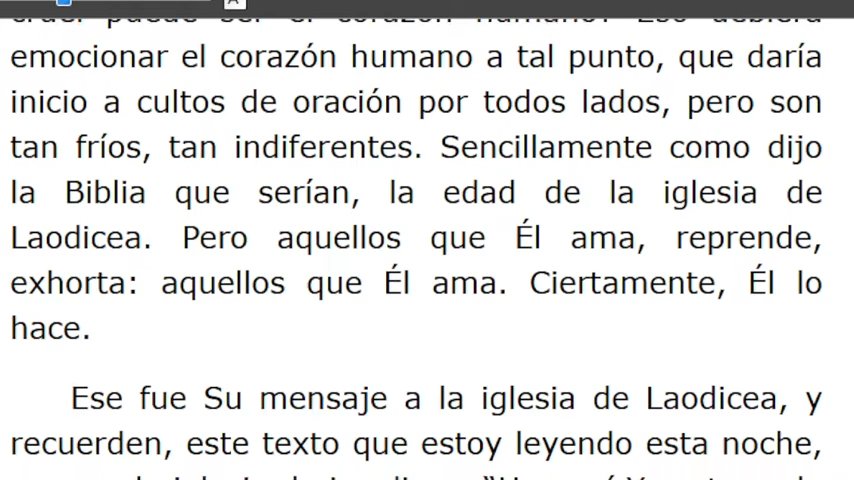 emocionar el corazón humano a tal punto, que daría
inicio a cultos de oración por todos lados, pero son
tan fríos, tan indiferentes. Sencillamente como dijo
la Biblia que serían, la edad de la iglesia de
Laodicea. Pero aquellos que Él ama, reprende,
exhorta: aquellos que Él ama. Ciertamente, Él lo
hace.
Ese fue Su mensaje a la iglesia de Laodicea, y
recuerden, este texto que estoy leyendo esta noche,